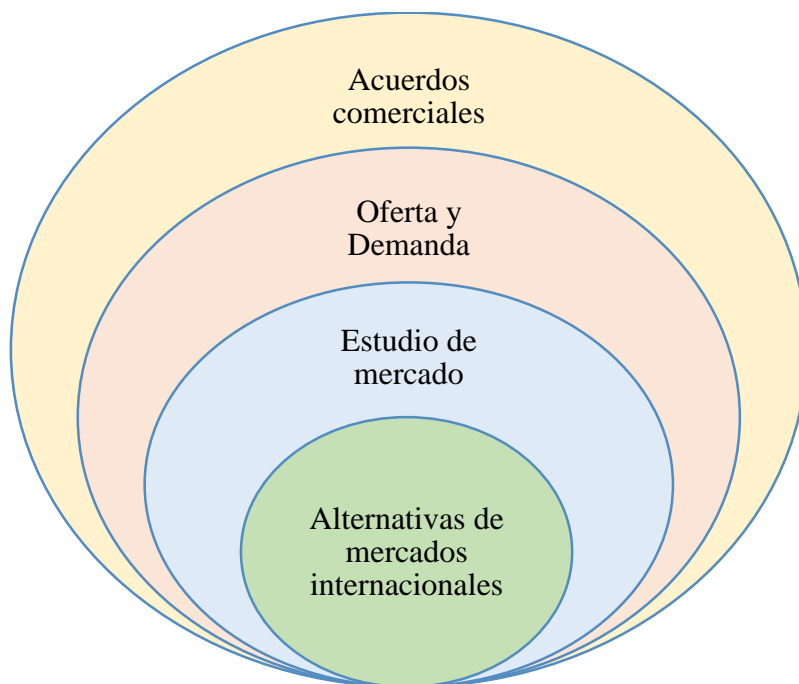 Acuerdos
comerciales
Oferta y
Demanda
Estudio de
mercado
Alternativas de
mercados
internacionales